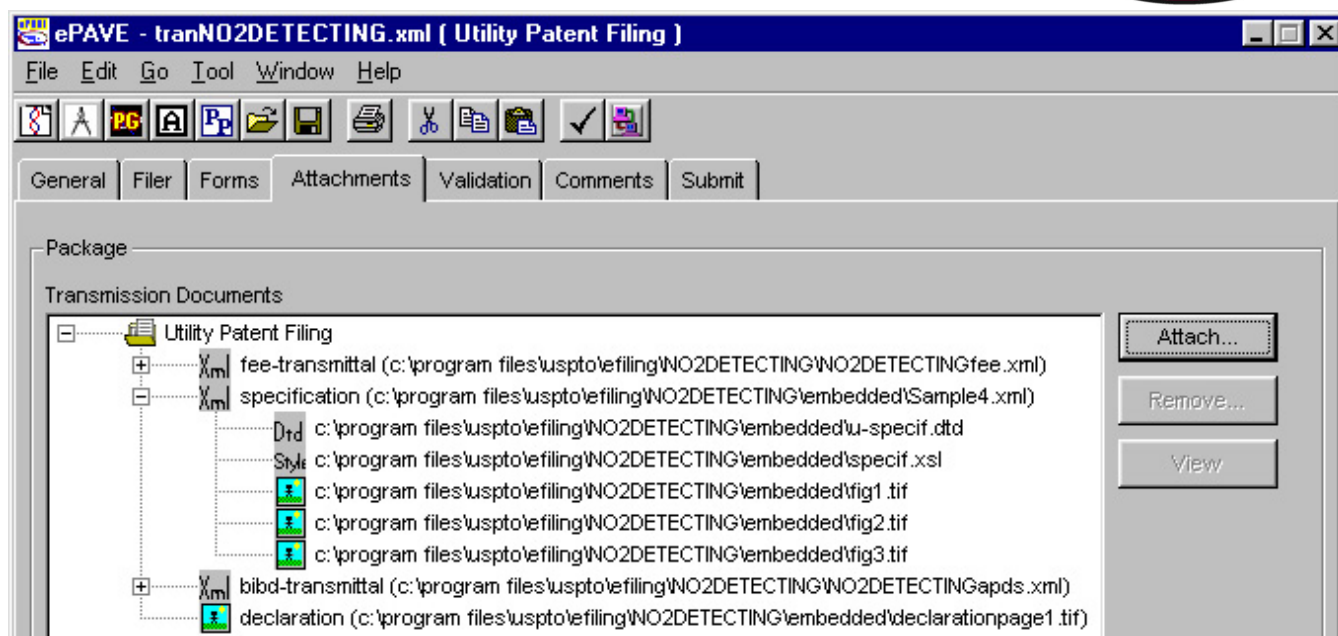 ePAVE - tranNO2DETECTING.xml ( Utility Patent Filing )
File Edit Go Tool Window Help
General Filer Forms Attachments Validation Comments Submit
Package
Transmission Documents
Utility Patent Filing
Attach...
Xml fee-transmittal (c:\program files\uspto\efiling\NO2DETECTING\NO2DETECTINGfee.xml)
Xml specification (c:\program files\uspto\efiling\NO2DETECTING\embedded\Sample4.xml)
Remove...
Dtd c:\program files\uspto\efiling\NO2DETECTING\embedded\u-specif.dtd
Style c:\program files\uspto\efiling\NO2DETECTING\embedded\specif.xsl
View
c:\program files\uspto\efiling\NO2DETECTING\embedded\fig1.tif
c:\program files\uspto\efiling\NO2DETECTING\embedded\fig2.tif
c:\program files\uspto\efiling\NO2DETECTING\embedded\fig3.tif
Xml bibd-transmittal (c:\program files\uspto\efiling\NO2DETECTING\NO2DETECTINGapds.xml)
declaration (c:\program files\uspto\efiling\NO2DETECTING\embedded\declarationpage1.tif)